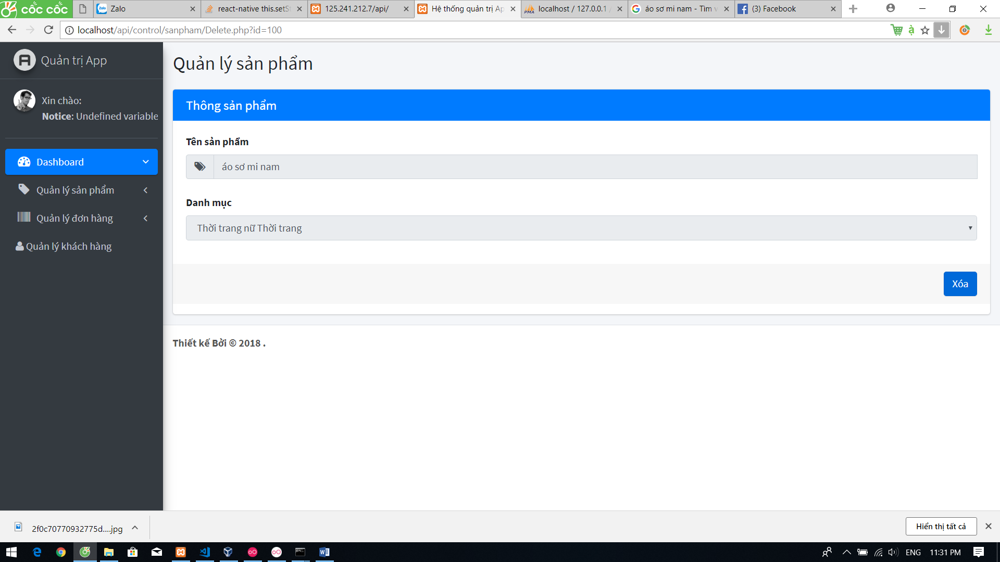 cốc cốc
Zalo
react-native this.setS
125.241.212.7/api/
Hệ thống quản trị Ap
localhost / 127.0.0.1 /
áo sơ mi nam - Tìm v
(3) Facebook
localhost/api/control/sanpham/Delete.php?id=100
Quản trị App
Xin chào:
Notice: Undefined variable
Dashboard
Quản lý sản phẩm
Quản lý đơn hàng
Quản lý khách hàng
Quản lý sản phẩm
Thông sản phẩm
Tên sản phẩm
áo sơ mi nam
Danh mục
Thời trang nữ Thời trang
Xóa
Thiết kế Bởi © 2018 .
2f0c70770932775d....jpg
Hiển thị tất cả
ENG
11:31 PM